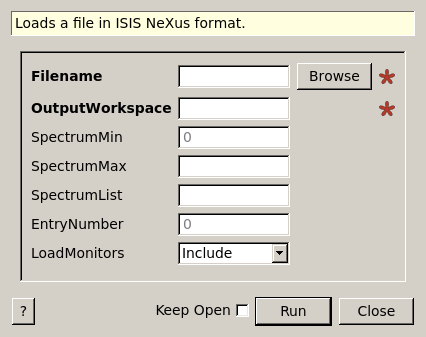 Loads a file in ISIS NeXus format.
Filename Browse *
OutputWorkspace *
SpectrumMin 0
SpectrumMax
SpectrumList
EntryNumber 0
LoadMonitors Include
? Keep Open Run Close